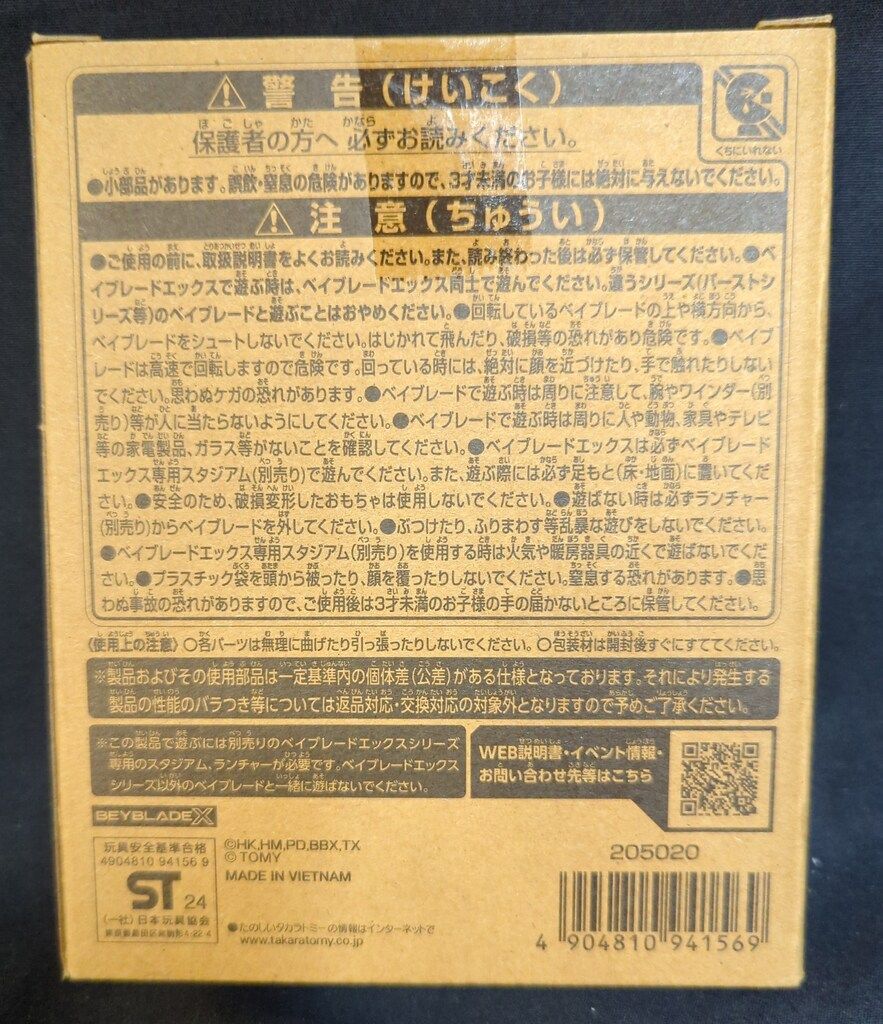 警告(けいこく)
くちにいれない
保護者の方へ 必ずお読みください。
●小部品があります。誤飲・窒息の危険がありますので、3才未満のお子様には絶対に与えないでください。
注意(ちゅうい)
●ご使用の前に、取扱説明書をよくお読みください。また、読み終わった後は必ず保管してください。●ベ
イブレードエックスで遊ぶ時は、ベイブレードエックス同士で遊んでください。違うシリーズ(バーストシ
リーズ等)のベイブレードと遊ぶことはおやめください。●回転しているベイブレードの上や横方向から、
ベイブレードをシュートしないでください。はじかれて飛んだり、破損等の恐れがあり危険です。●ベイブ
レードは高速で回転しますので危険です。回っている時には、絶対に顔を近づけたり、手で触れたりしない
でください。思わぬケガの恐れがあります。●ベイブレードで遊ぶ時は周りに注意して、腕やワインダー(別
売り)等が人に当たらないようにしてください。●ベイブレードで遊ぶ時は周りに人や動物、家具やテレビ
等の家電製品、ガラス等がないことを確認してください。●ベイブレードエックスは必ずベイブレード
エックス専用スタジアム(別売り)で遊んでください。また、遊ぶ際には必ず足もと(床・地面)に置いてくだ
さい。●安全のため、破損変形したおもちゃは使用しないでください。●遊ばない時は必ずランチャー
(別売り)からベイブレードを外してください。●ぶつけたり、ふりまわす等乱暴な遊びをしないでください。
●ベイブレードエックス専用スタジアム(別売り)を使用する時は火気や暖房器具の近くで遊ばないでくだ
さい。●プラスチック袋を頭から被ったり、顔を覆ったりしないでください。窒息する恐れがあります。●思
わぬ事故の恐れがありますので、ご使用後は3才未満のお子様の手の届かないところに保管してください。
〈使用上の注意〉○各パーツは無理に曲げたり引っ張ったりしないでください。○包装材は開封後すぐにすててください。
※製品およびその使用部品は一定基準内の個体差(公差)がある仕様となっております。それにより発生する
製品の性能のバラつき等については返品対応・交換対応の対象外となりますので予めご了承ください。
※この製品で遊ぶには別売りのベイブレードエックスシリーズ
専用のスタジアム、ランチャーが必要です。ベイブレードエックス
シリーズ以外のベイブレードと一緒に遊ばないでください。
WEB説明書・イベント情報・
お問い合わせ先等はこちら
BEYBLADE X
玩具安全基準合格
4904810 94156 9
ST 24
(一社)日本玩具協会
東京都墨田区東駒形4-22-4
©HK,HM,PD,BBX,TX
© TOMY
MADE IN VIETNAM
●たのしいタカラトミーの情報はインターネットで
www.takaratomy.co.jp
205020
4 904810 941569